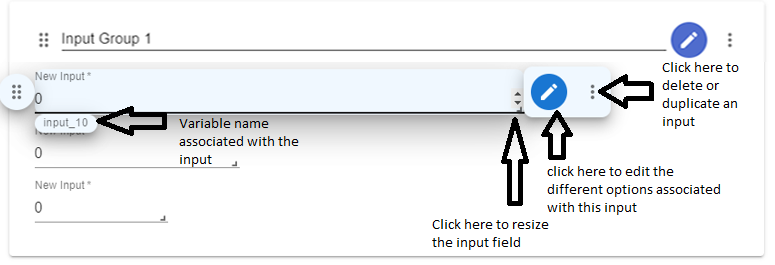 Input Group 1
New Input *
0
input_10
New Input *
0
New Input *
0
Variable name
associated with the
input
Click here to
delete or
duplicate an
input
click here to edit the
different options associated
with this input
Click here to resize
the input field